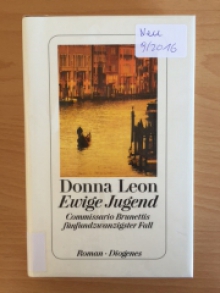 Neu
9/2016
Donna Leon
Ewige Jugend
Commissario Brunettis
fünfundzwanzigster Fall
Roman · Diogenes